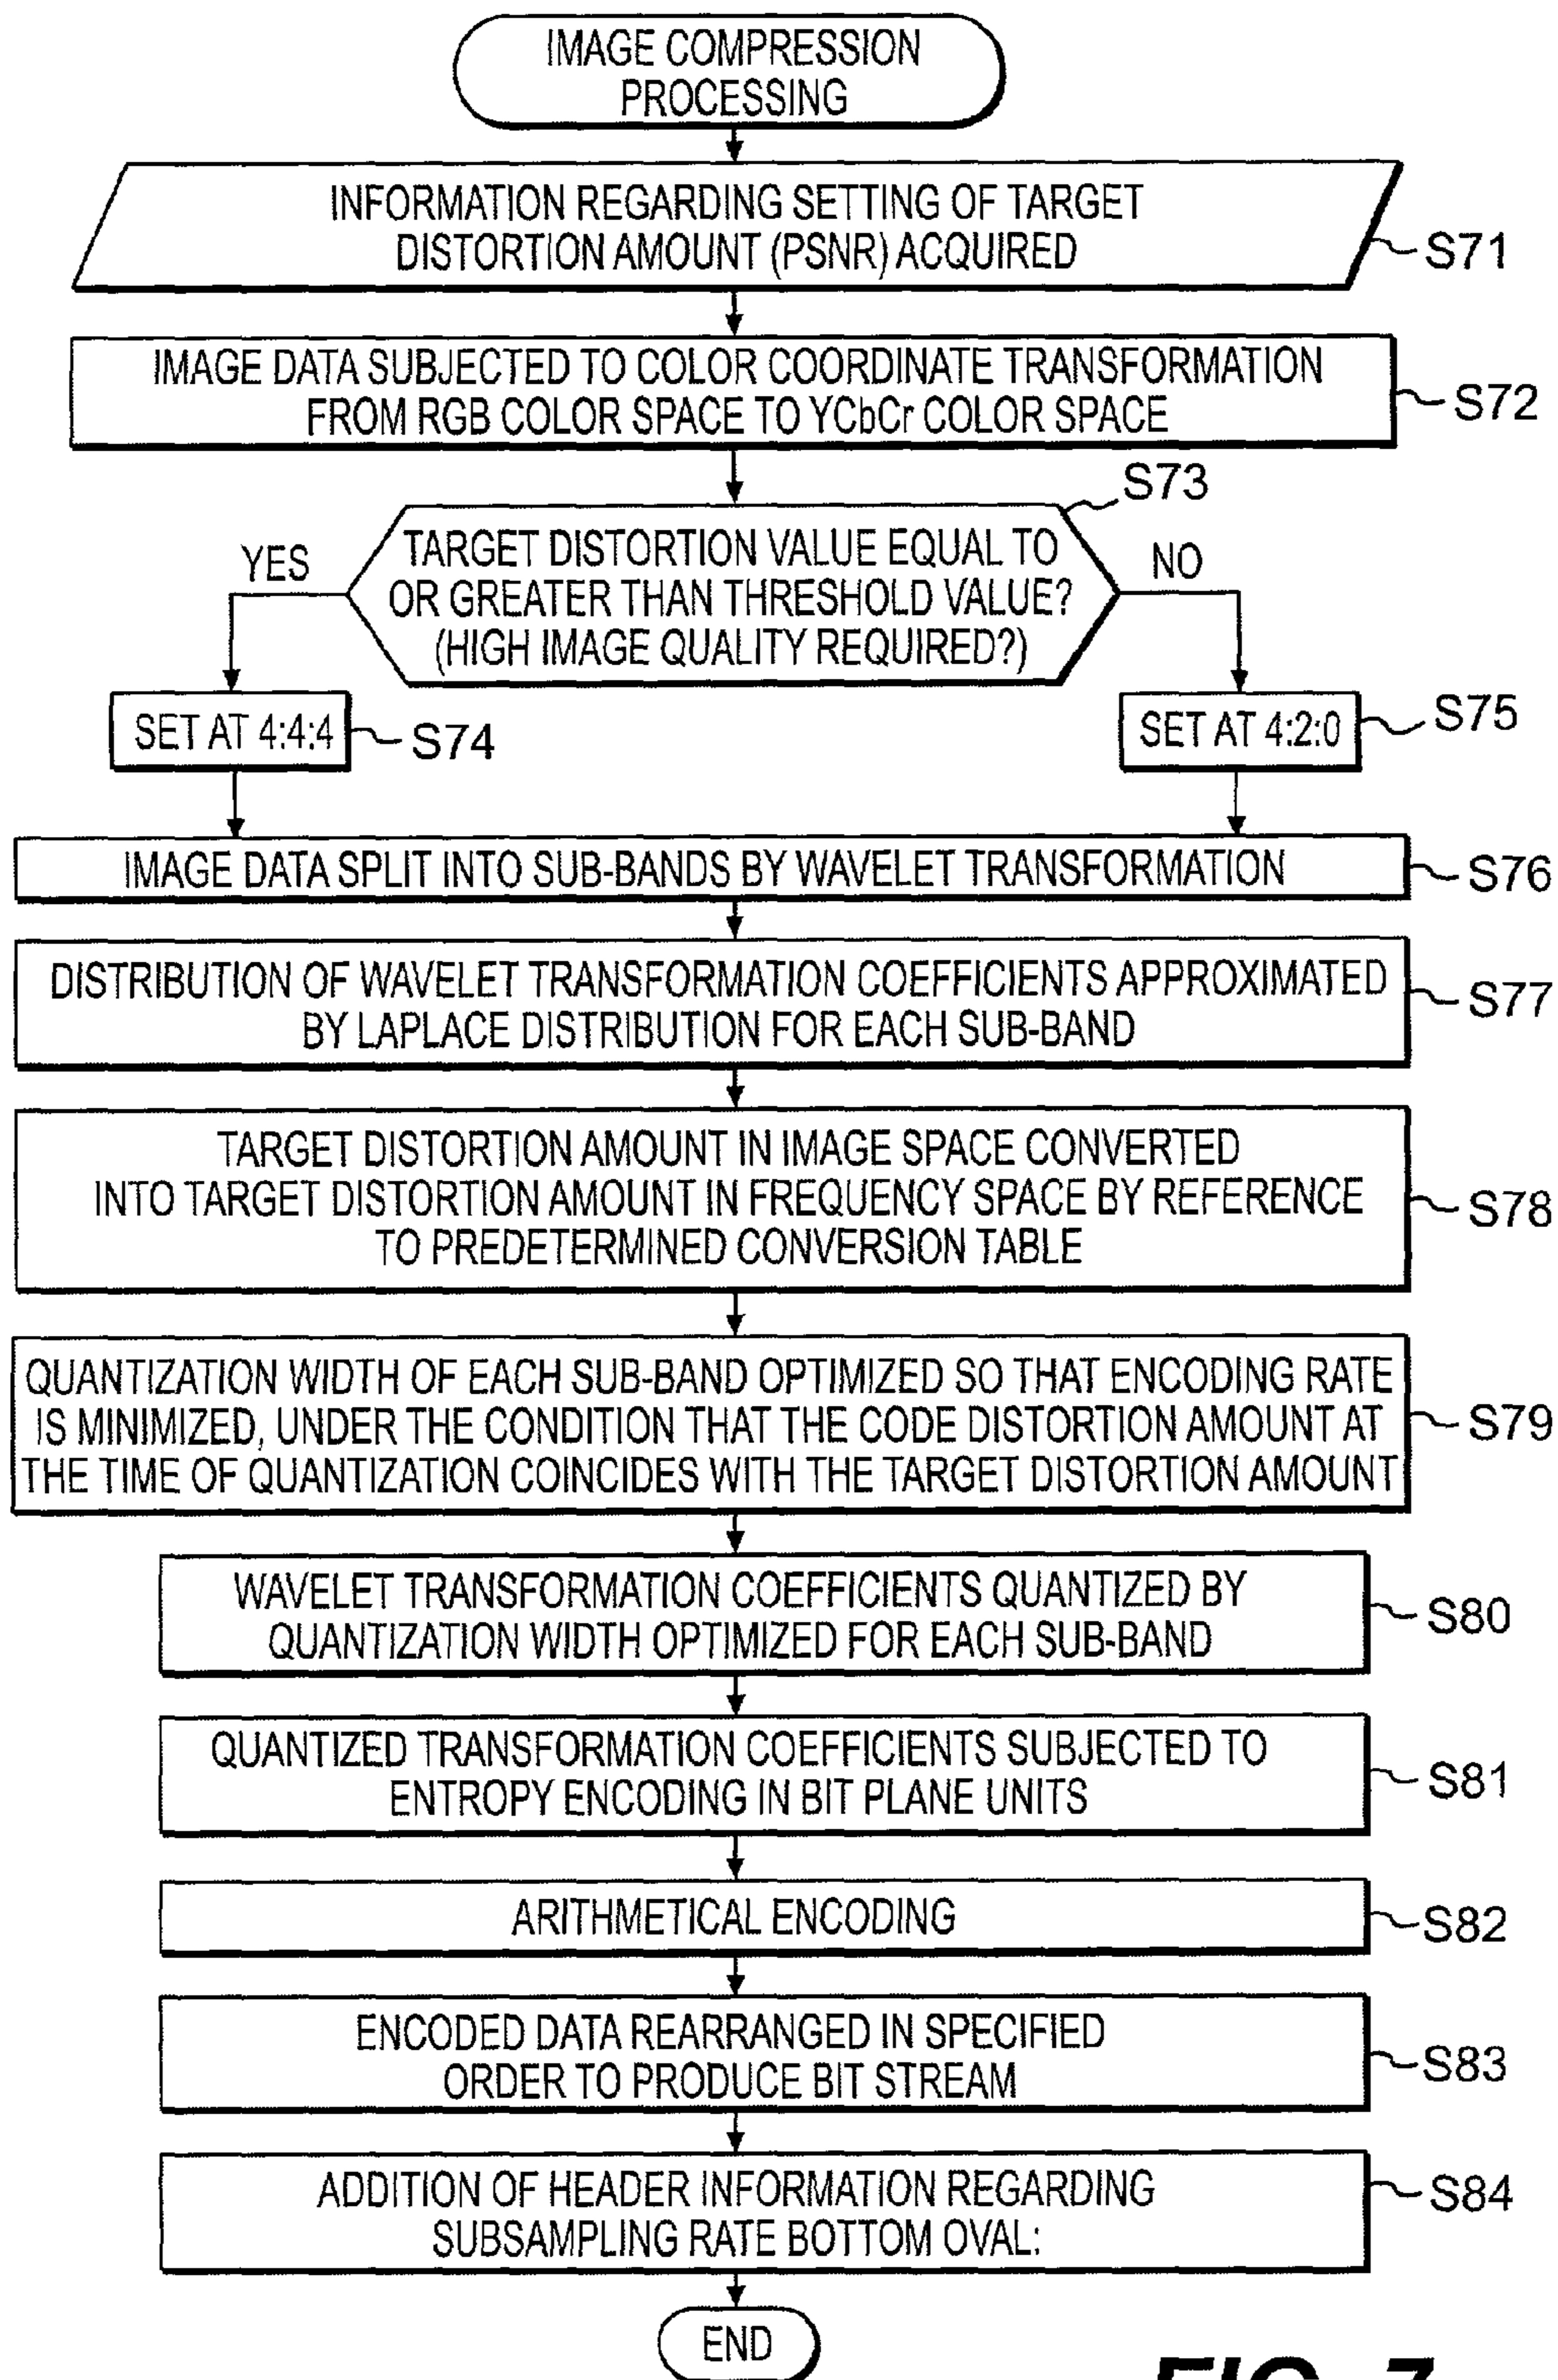 IMAGE COMPRESSION
PROCESSING
INFORMATION REGARDING SETTING OF TARGET
DISTORTION AMOUNT (PSNR) ACQUIRED
S71
IMAGE DATA SUBJECTED TO COLOR COORDINATE TRANSFORMATION
FROM RGB COLOR SPACE TO YCbCr COLOR SPACE
S72
S73
TARGET DISTORTION VALUE EQUAL TO
OR GREATER THAN THRESHOLD VALUE?
(HIGH IMAGE QUALITY REQUIRED?)
YES
NO
SET AT 4:4:4
S74
SET AT 4:2:0
S75
IMAGE DATA SPLIT INTO SUB-BANDS BY WAVELET TRANSFORMATION
S76
DISTRIBUTION OF WAVELET TRANSFORMATION COEFFICIENTS APPROXIMATED
BY LAPLACE DISTRIBUTION FOR EACH SUB-BAND
S77
TARGET DISTORTION AMOUNT IN IMAGE SPACE CONVERTED
INTO TARGET DISTORTION AMOUNT IN FREQUENCY SPACE BY REFERENCE
TO PREDETERMINED CONVERSION TABLE
S78
QUANTIZATION WIDTH OF EACH SUB-BAND OPTIMIZED SO THAT ENCODING RATE
IS MINIMIZED, UNDER THE CONDITION THAT THE CODE DISTORTION AMOUNT AT
THE TIME OF QUANTIZATION COINCIDES WITH THE TARGET DISTORTION AMOUNT
S79
WAVELET TRANSFORMATION COEFFICIENTS QUANTIZED BY
QUANTIZATION WIDTH OPTIMIZED FOR EACH SUB-BAND
S80
QUANTIZED TRANSFORMATION COEFFICIENTS SUBJECTED TO
ENTROPY ENCODING IN BIT PLANE UNITS
S81
ARITHMETICAL ENCODING
S82
ENCODED DATA REARRANGED IN SPECIFIED
ORDER TO PRODUCE BIT STREAM
S83
ADDITION OF HEADER INFORMATION REGARDING
SUBSAMPLING RATE BOTTOM OVAL:
S84
END